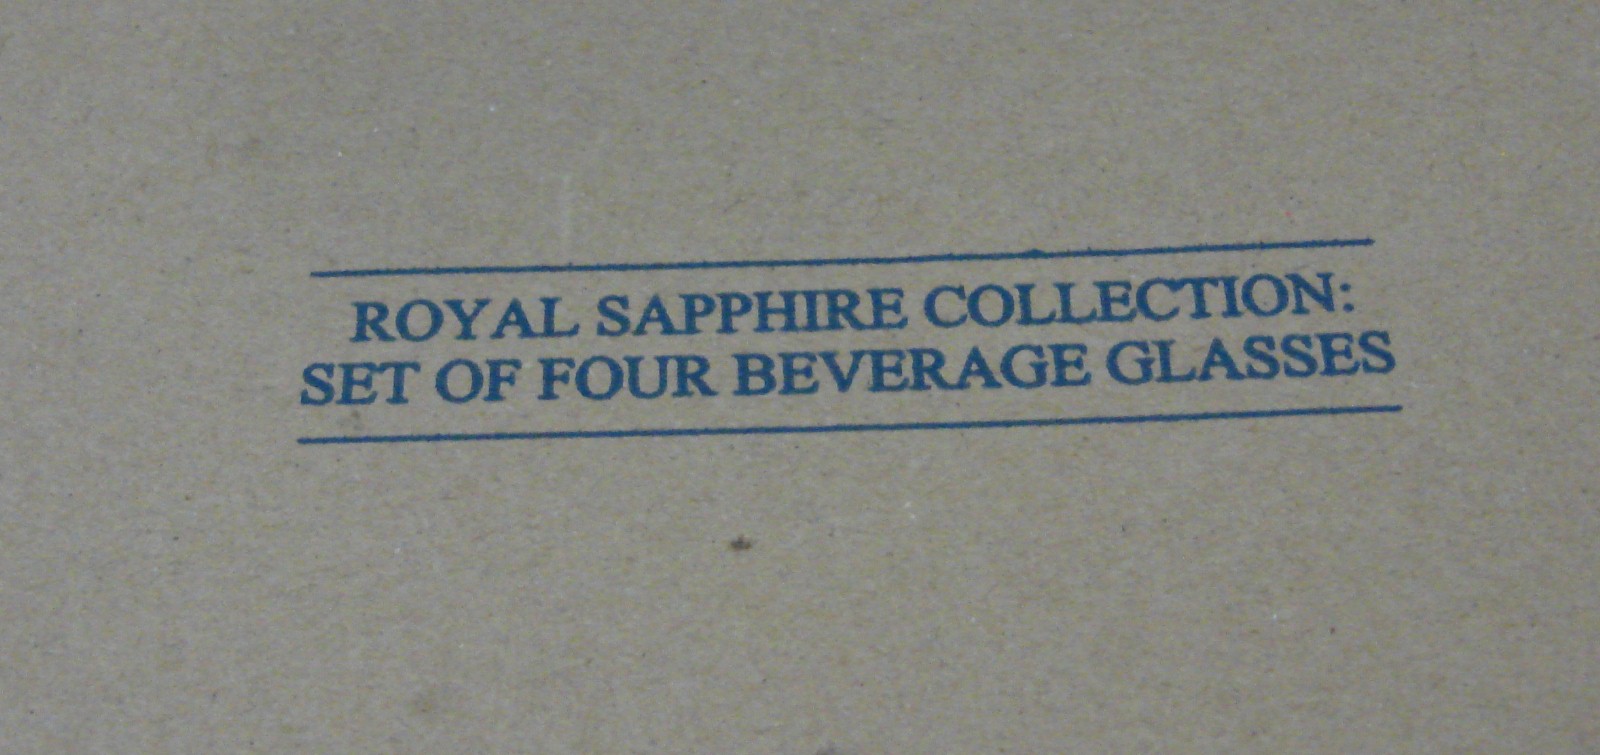 ROYAL SAPPHIRE COLLECTION:
SET OF FOUR BEVERAGE GLASSES